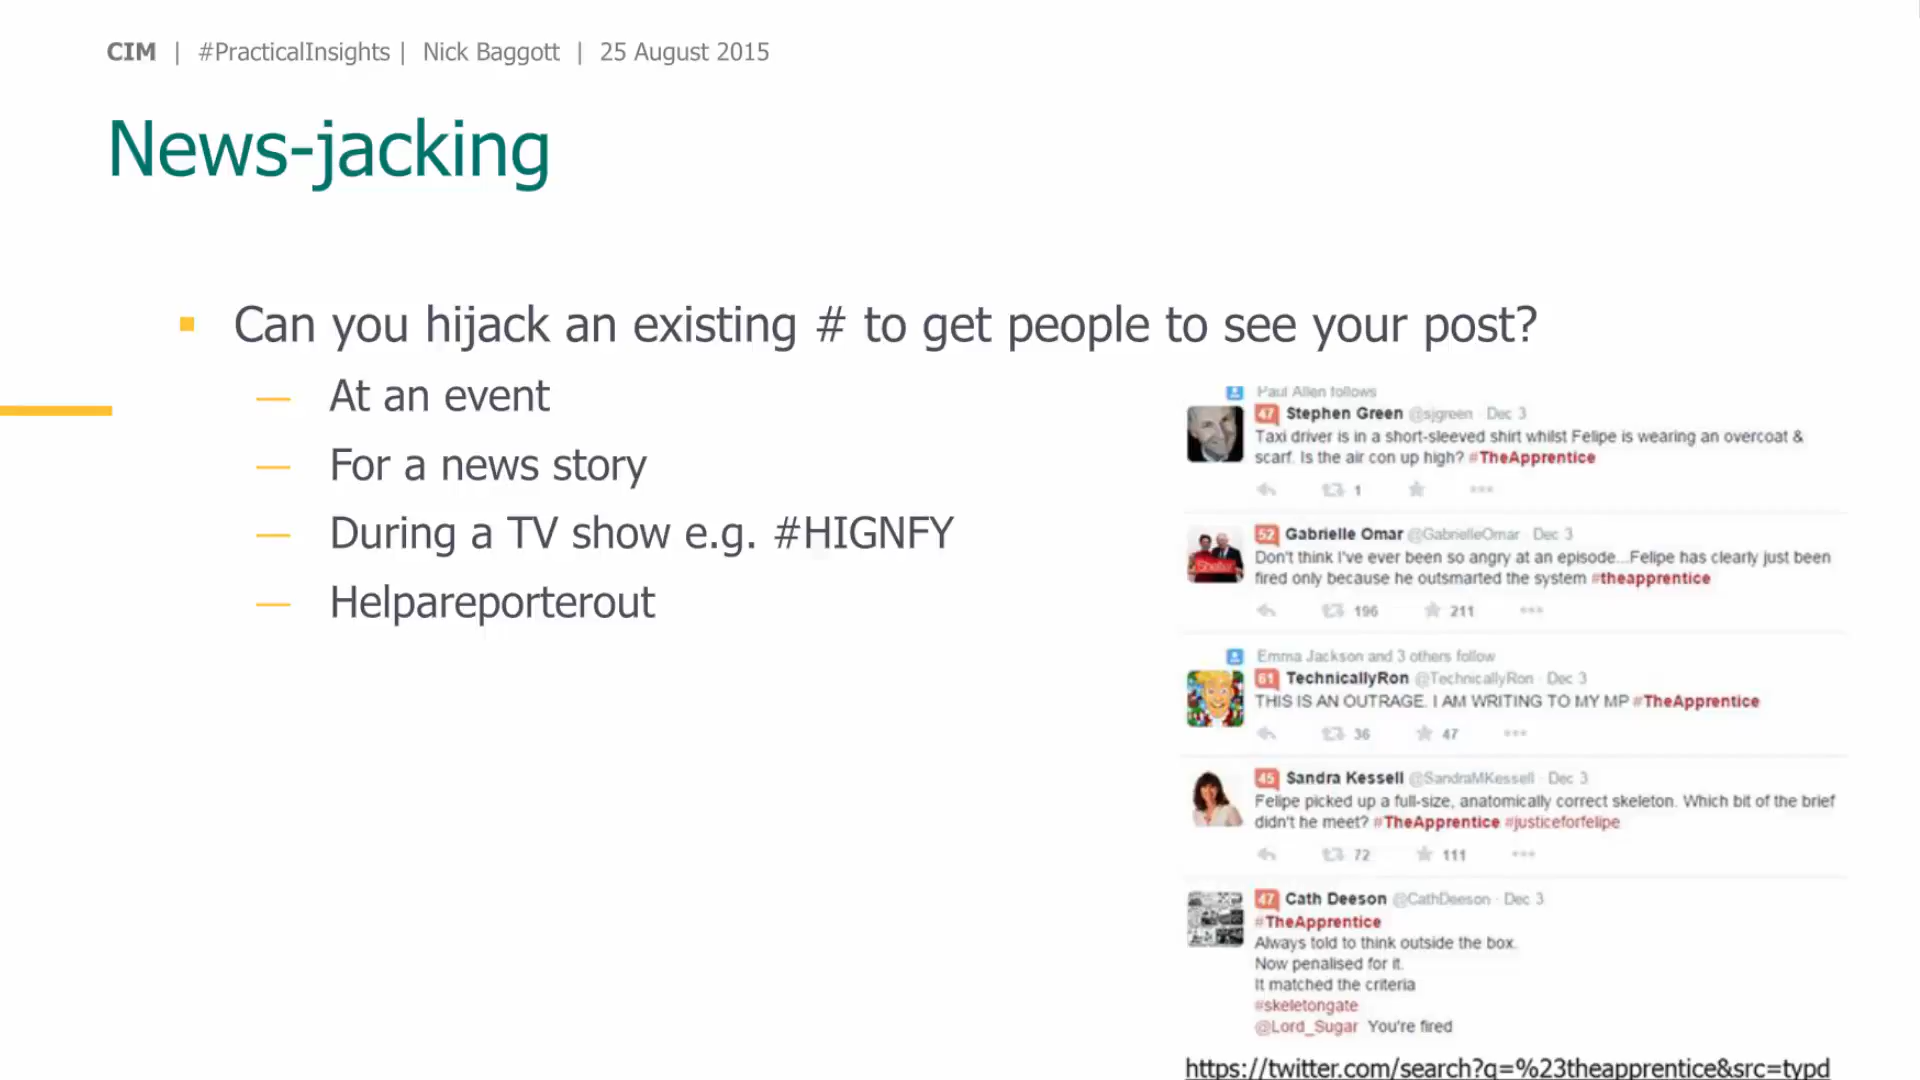 CIM | #PracticalInsights | Nick Baggott | 25 August 2015
News-jacking
Can you hijack an existing # to get people to see your post?
— At an event
— For a news story
— During a TV show e.g. #HIGNFY
— Helpareporterout
Paul Allen follows
47 Stephen Green @sjgreen · Dec 3
Taxi driver is in a short-sleeved shirt whilst Felipe is wearing an overcoat &
scarf. Is the air con up high? #TheApprentice
1
52 Gabrielle Omar @GabrielleOmar · Dec 3
Don't think I've ever been so angry at an episode...Felipe has clearly just been
fired only because he outsmarted the system #theapprentice
196 211
Emma Jackson and 3 others follow
61 TechnicallyRon @TechnicallyRon · Dec 3
THIS IS AN OUTRAGE. I AM WRITING TO MY MP #TheApprentice
36 47
45 Sandra Kessell @SandraMKessell · Dec 3
Felipe picked up a full-size, anatomically correct skeleton. Which bit of the brief
didn't he meet? #TheApprentice #justiceforfelipe
72 111
47 Cath Deeson @CathDeeson · Dec 3
#TheApprentice
Always told to think outside the box.
Now penalised for it.
It matched the criteria
#skeletongate
@Lord_Sugar You're fired
https://twitter.com/search?q=%23theapprentice&src=typd